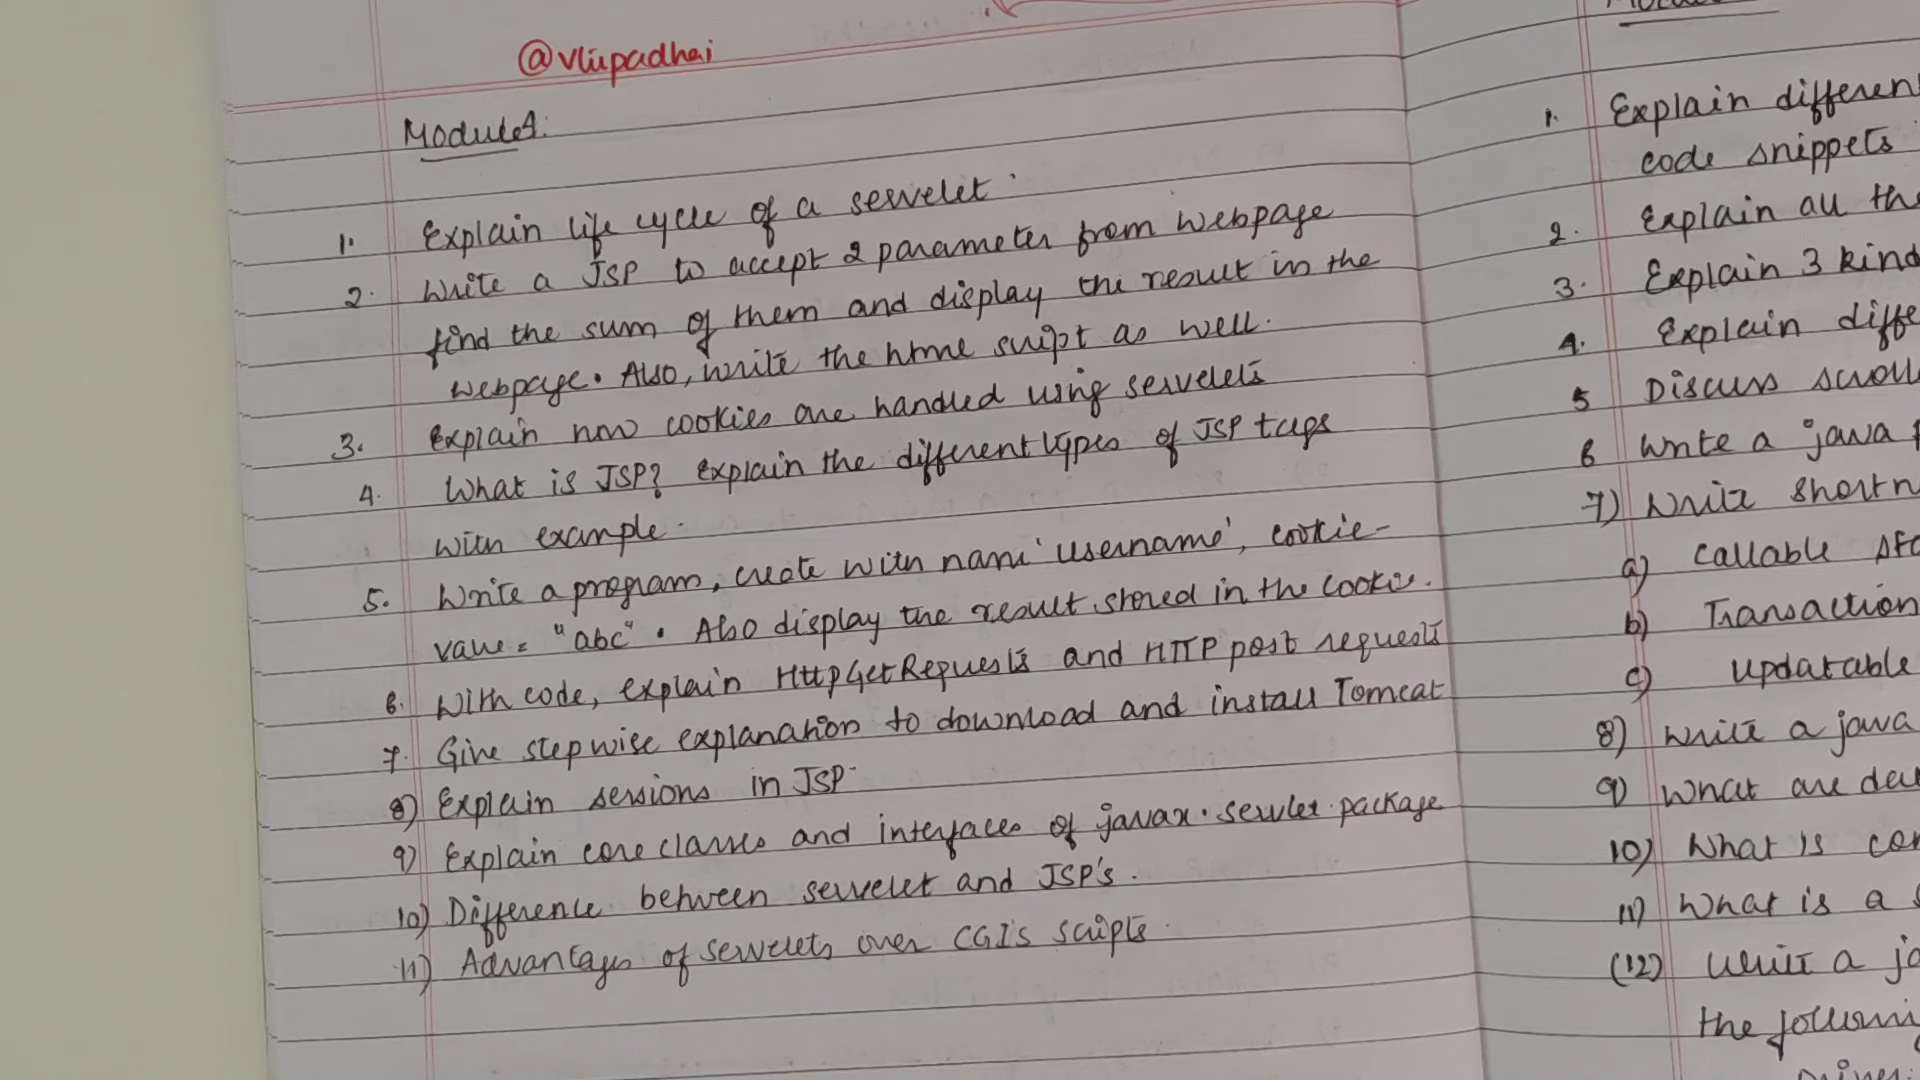 @vtupadhai
Module4:
1. Explain life cycle of a servelet.
2. Write a JSP to accept 2 parameter from webpage
find the sum of them and display the result in the
webpage. Also, write the html script as well.
3. Explain how cookies are handled using servelets
4. What is JSP? Explain the different types of JSP tags
with example.
5. Write a program, create with name 'username', cookie-
value = "abc". Also display the result stored in the cookie.
6. With code, explain HttpGetRequests and HTTP post requests
7. Give stepwise explanation to download and install Tomcat
8) Explain sessions in JSP.
9) Explain core classes and interfaces of javax.servlet.package
10) Difference between servelet and JSP's.
11) Advantages of servelets over CGI's scripts.
1. Explain differen
code snippets
2. Explain all the
3. Explain 3 kind
4. Explain diffe
5 Discuss scroll
6 Write a java
7) Write short n
a) Callable
b) Transaction
c) Updatable
8) Write a java
9) What are
10) What is
11) What is a
(12) Write a
the followi